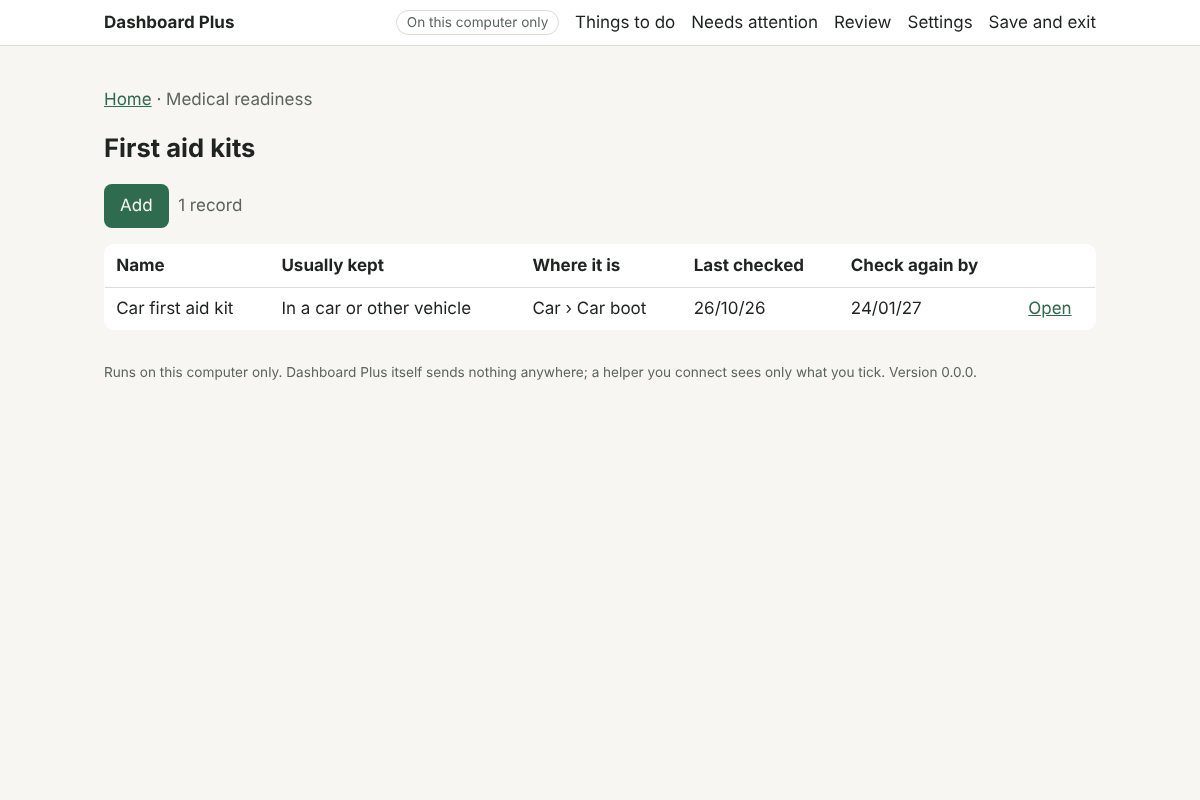 Dashboard Plus On this computer only Things to do Needs attention Review Settings Save and exit
Home · Medical readiness
First aid kits
Add 1 record
Name Usually kept Where it is Last checked Check again by
Car first aid kit In a car or other vehicle Car › Car boot 26/10/26 24/01/27 Open
Runs on this computer only. Dashboard Plus itself sends nothing anywhere; a helper you connect sees only what you tick. Version 0.0.0.